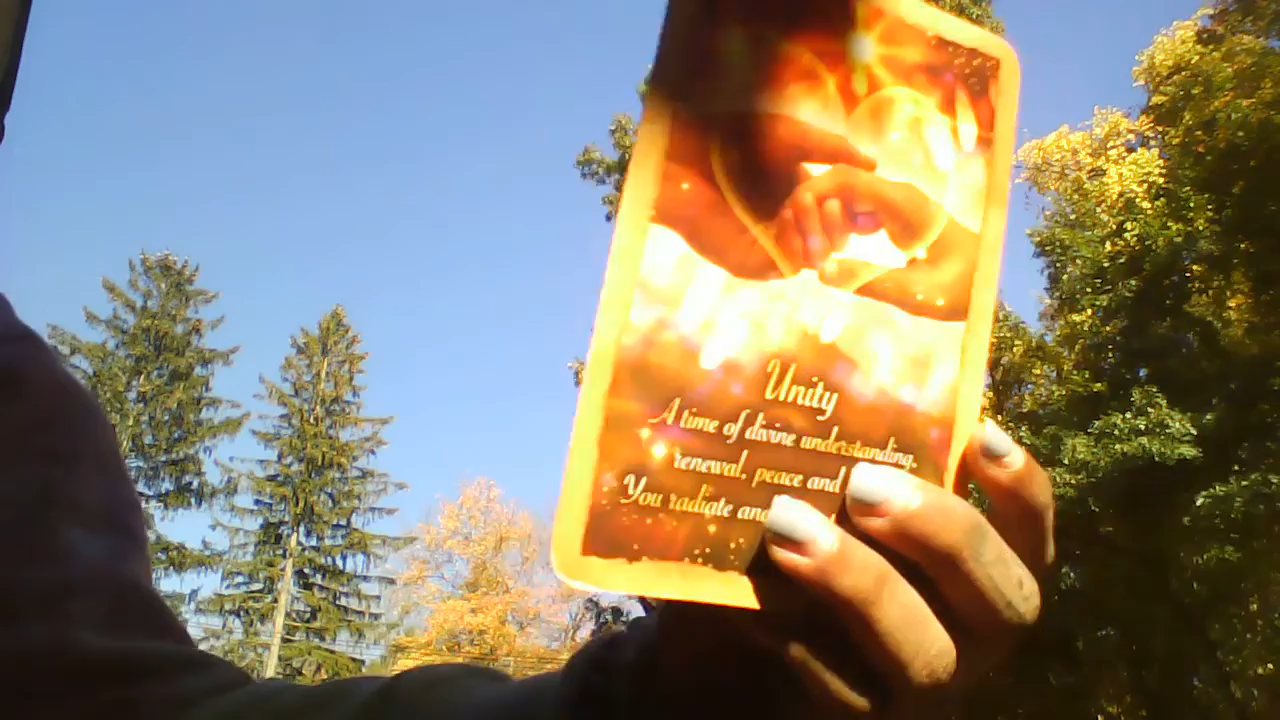 Unity
A time of divine understanding,
renewal, peace and
You radiate and